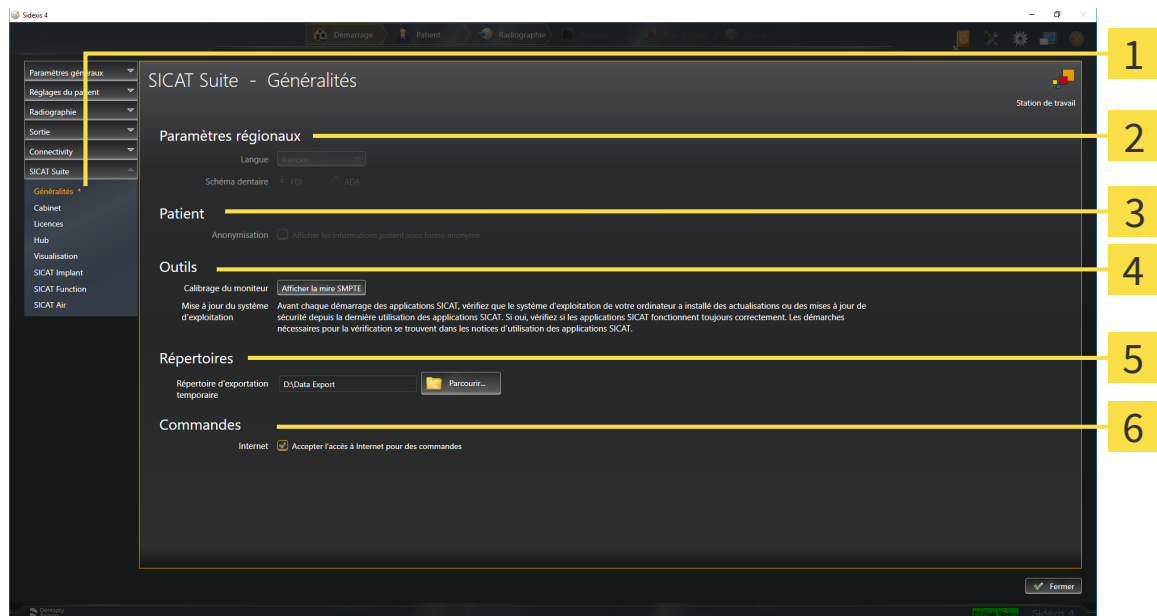 Sidexis 4
Démarrage
Patient
Radiographie
1
Paramètres généraux
Réglages du patient
Radiographie
Sortie
Connectivity
SICAT Suite
Généralités *
Cabinet
Licences
Hub
Visualisation
SICAT Implant
SICAT Function
SICAT Air
SICAT Suite - Généralités
Station de travail
Paramètres régionaux
2
Langue
français
Schéma dentaire
FDI
ADA
Patient
3
Anonymisation
Afficher les informations patient sous forme anonyme
Outils
4
Calibrage du moniteur
Afficher la mire SMPTE
Mise à jour du système
d'exploitation
Avant chaque démarrage des applications SICAT, vérifiez que le système d'exploitation de votre ordinateur a installé des actualisations ou des mises à jour de
sécurité depuis la dernière utilisation des applications SICAT. Si oui, vérifiez si les applications SICAT fonctionnent toujours correctement. Les démarches
nécessaires pour la vérification se trouvent dans les notices d'utilisation des applications SICAT.
Répertoires
5
Répertoire d'exportation
temporaire
D:\Data Export
Parcourir...
Commandes
6
Internet
Accepter l'accès à Internet pour des commandes
Fermer
Dentsply
Sirona
DSHub Status
Sidexis 4